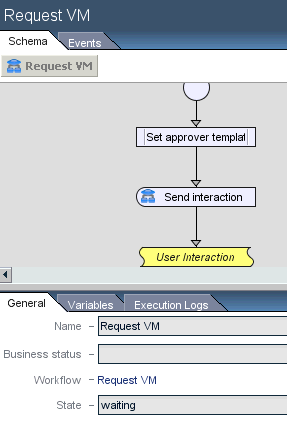 Request VM
Schema
Events
Request VM
Set approver templat
Send interaction
User Interaction
General
Variables
Execution Logs
Name
Request VM
Business status
Workflow
Request VM
State
waiting